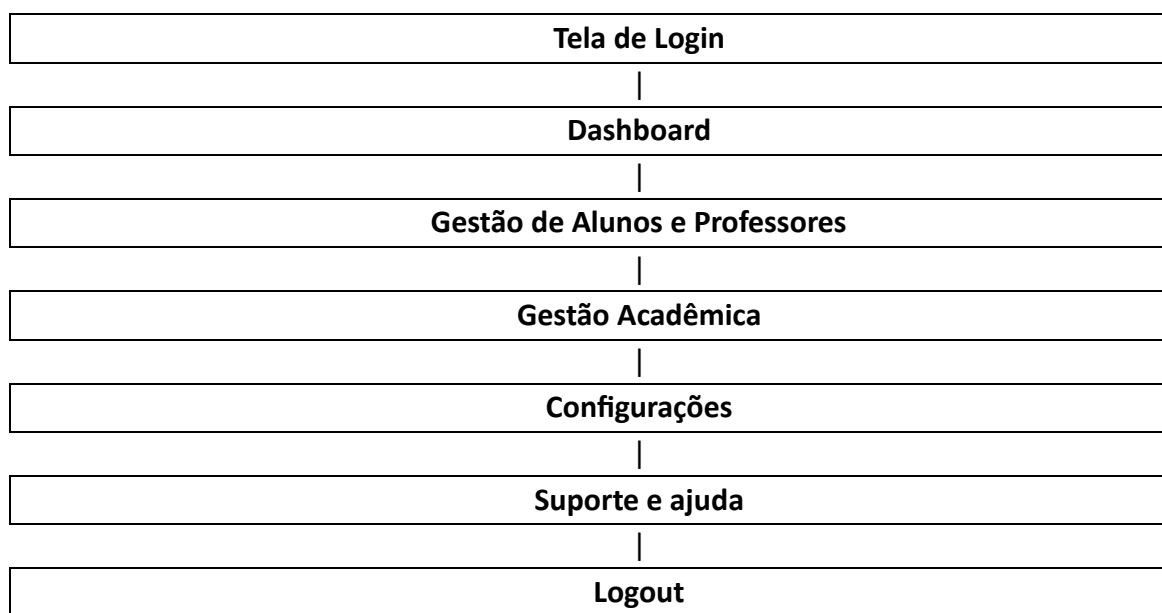 Tela de Login
|
Dashboard
|
Gestão de Alunos e Professores
|
Gestão Acadêmica
|
Configurações
|
Suporte e ajuda
|
Logout